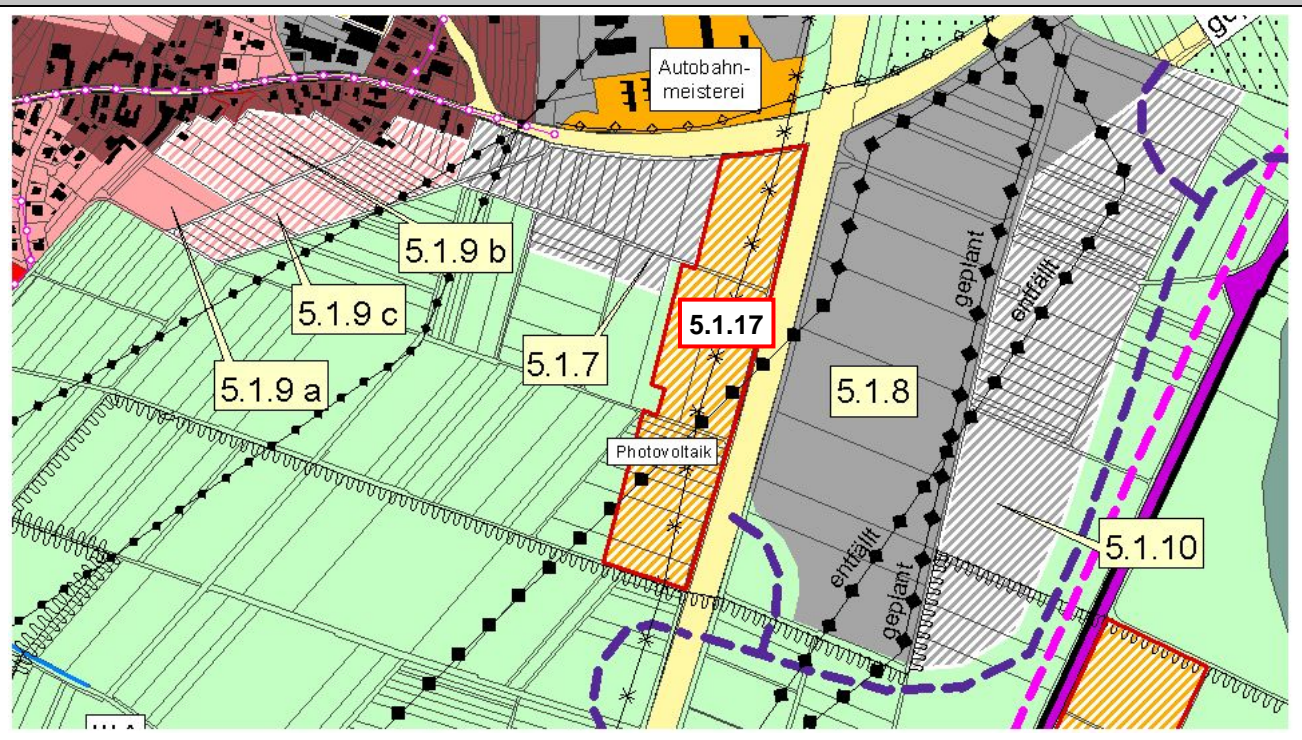 Autobahn-
meisterei
5.1.9 b
5.1.9 c
5.1.9 a
5.1.7
5.1.17
Photovoltaik
5.1.8
geplant
entfällt
entfällt
geplant
5.1.10